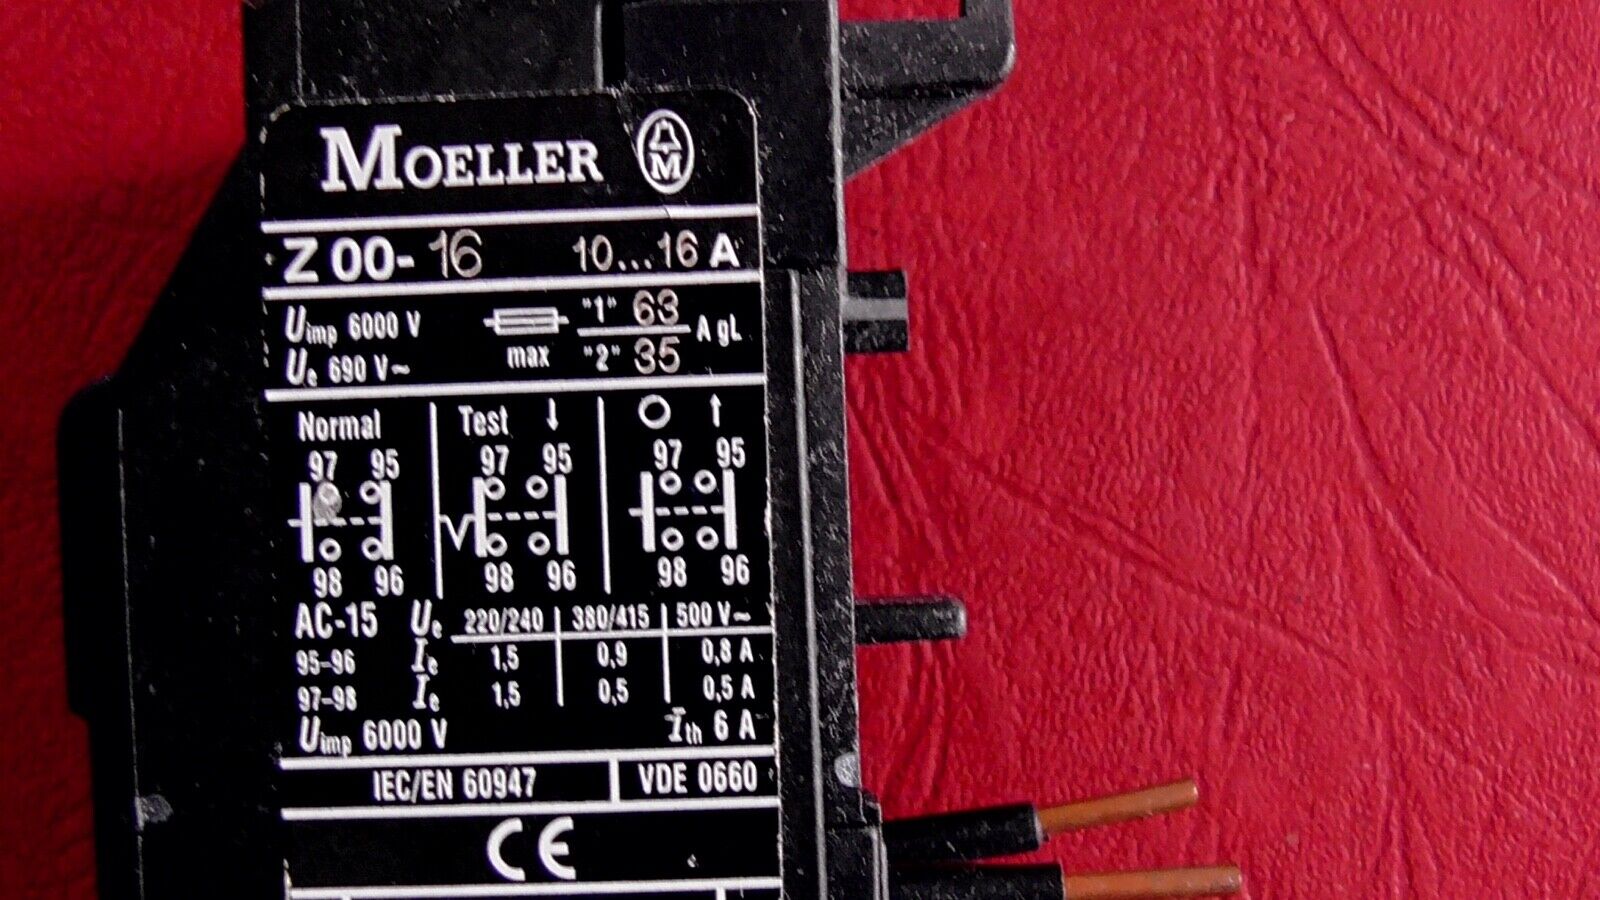 MOELLER M
Z 00-16 10...16 A
Uimp 6000 V "1" 63 A gL
Ue 690 V~ max "2" 35
Normal Test ↓ O ↑
97 95 97 95 97 95
98 96 98 96 98 96
AC-15 Ue 220/240 380/415 500 V~
95-96 Ie 1,5 0,9 0,8 A
97-98 Ie 1,5 0,5 0,5 A
Uimp 6000 V Ith 6 A
IEC/EN 60947 VDE 0660
CE